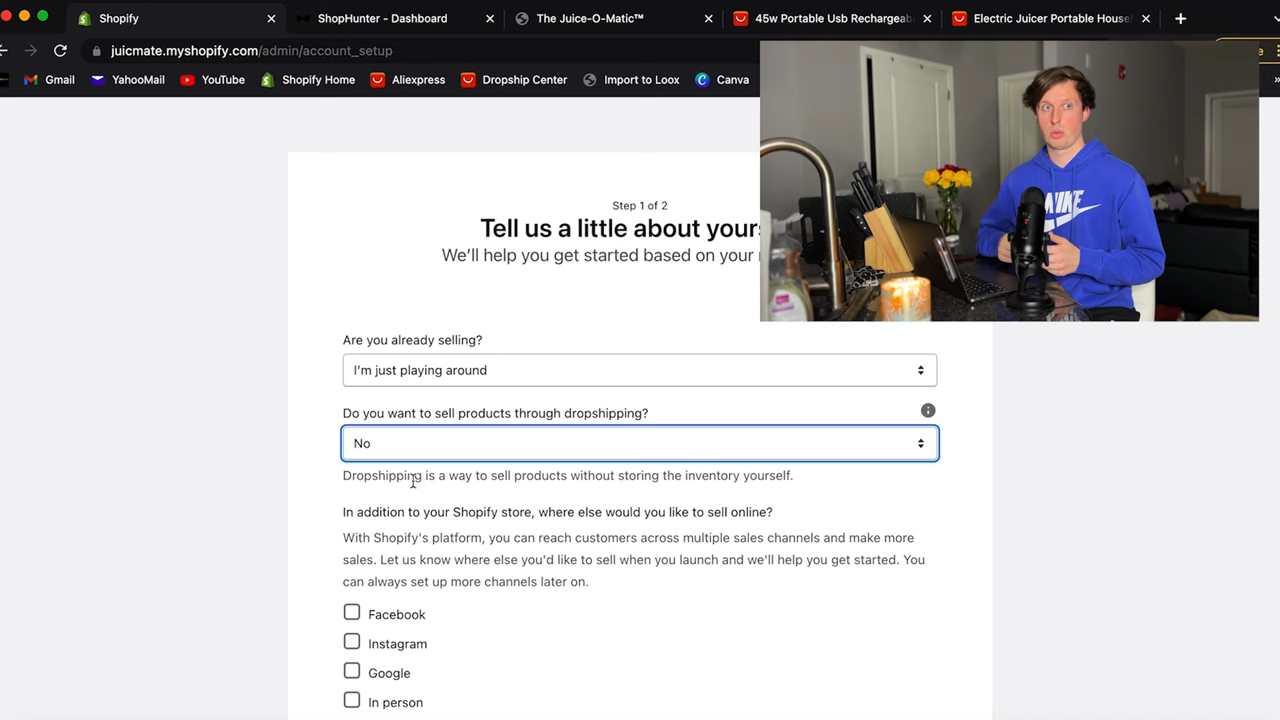 Shopify
ShopHunter - Dashboard
The Juice-O-Matic™
45w Portable Usb Rechargeab
Electric Juicer Portable House
juicmate.myshopify.com/admin/account_setup
Gmail
YahooMail
YouTube
Shopify Home
Aliexpress
Dropship Center
Import to Loox
Canva
Step 1 of 2
Tell us a little about yours
We’ll help you get started based on your
Are you already selling?
I’m just playing around
Do you want to sell products through dropshipping?
No
Dropshipping is a way to sell products without storing the inventory yourself.
In addition to your Shopify store, where else would you like to sell online?
With Shopify's platform, you can reach customers across multiple sales channels and make more
sales. Let us know where else you'd like to sell when you launch and we'll help you get started. You
can always set up more channels later on.
Facebook
Instagram
Google
In person